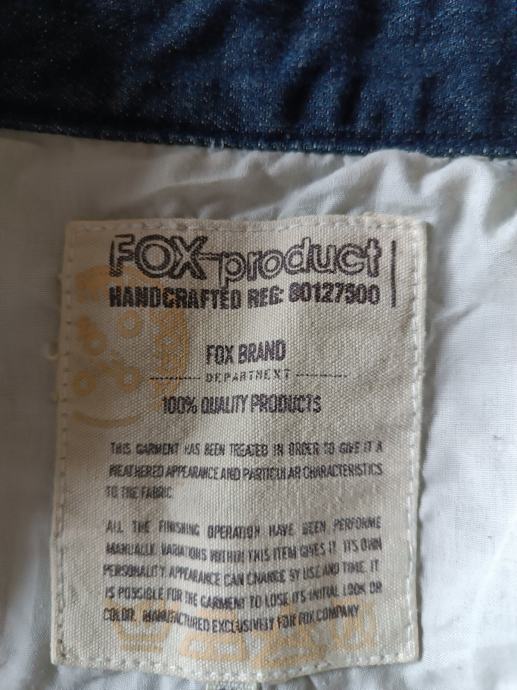 FOX product
HANDCRAFTED REG: 80127500
FOX BRAND
DEPARTMENT
100% QUALITY PRODUCTS
THIS GARMENT HAS BEEN TREATED IN ORDER TO GIVE IT A
WEATHERED APPEARANCE AND PARTICULAR CHARACTERISTICS
TO THE FABRIC.
ALL THE FINISHING OPERATION HAVE BEEN PERFORME
MANUALLY. VARIATIONS WITHIN THIS ITEM GIVES IT ITS OWN
PERSONALITY. APPEARANCE CAN CHANGE BY USE AND TIME. IT
IS POSSIBLE FOR THE GARMENT TO LOSE ITS INITIAL LOOK OR
COLOR. MANUFACTURED EXCLUSIVELY FOR FOX COMPANY